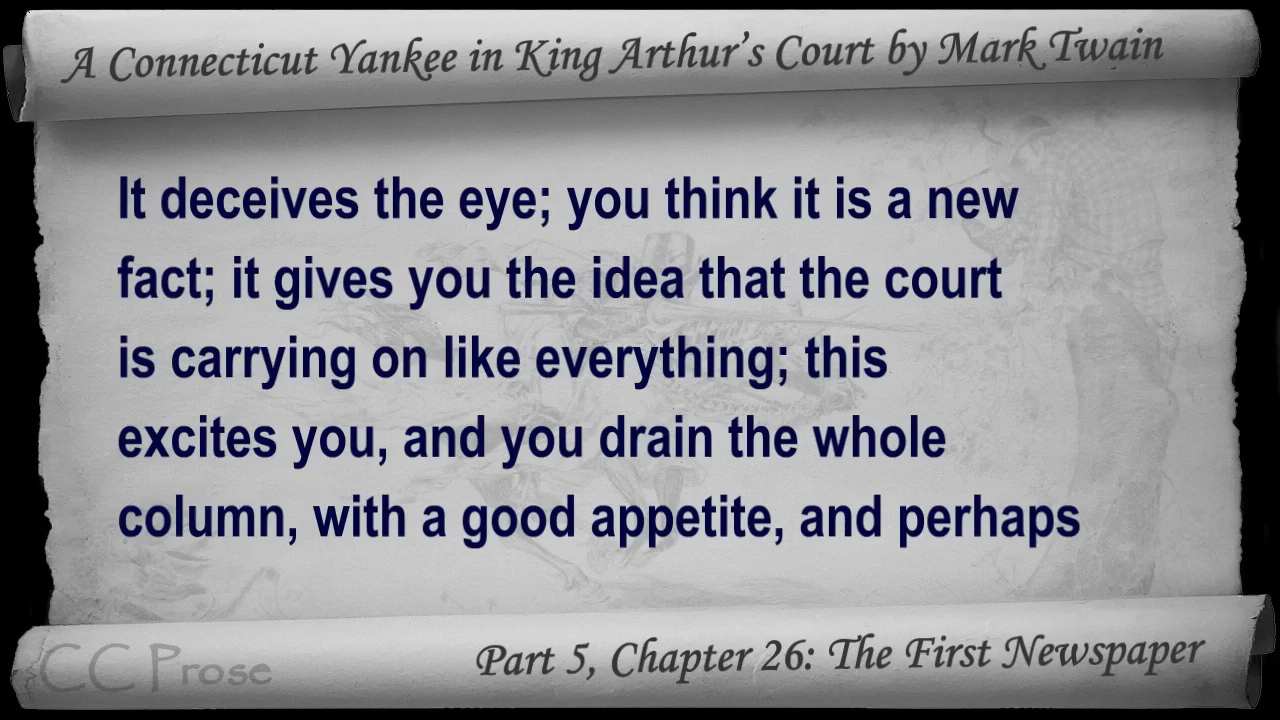 A Connecticut Yankee in King Arthur's Court by Mark Twain
It deceives the eye; you think it is a new
fact; it gives you the idea that the court
is carrying on like everything; this
excites you, and you drain the whole
column, with a good appetite, and perhaps
CC Prose
Part 5, Chapter 26: The First Newspaper